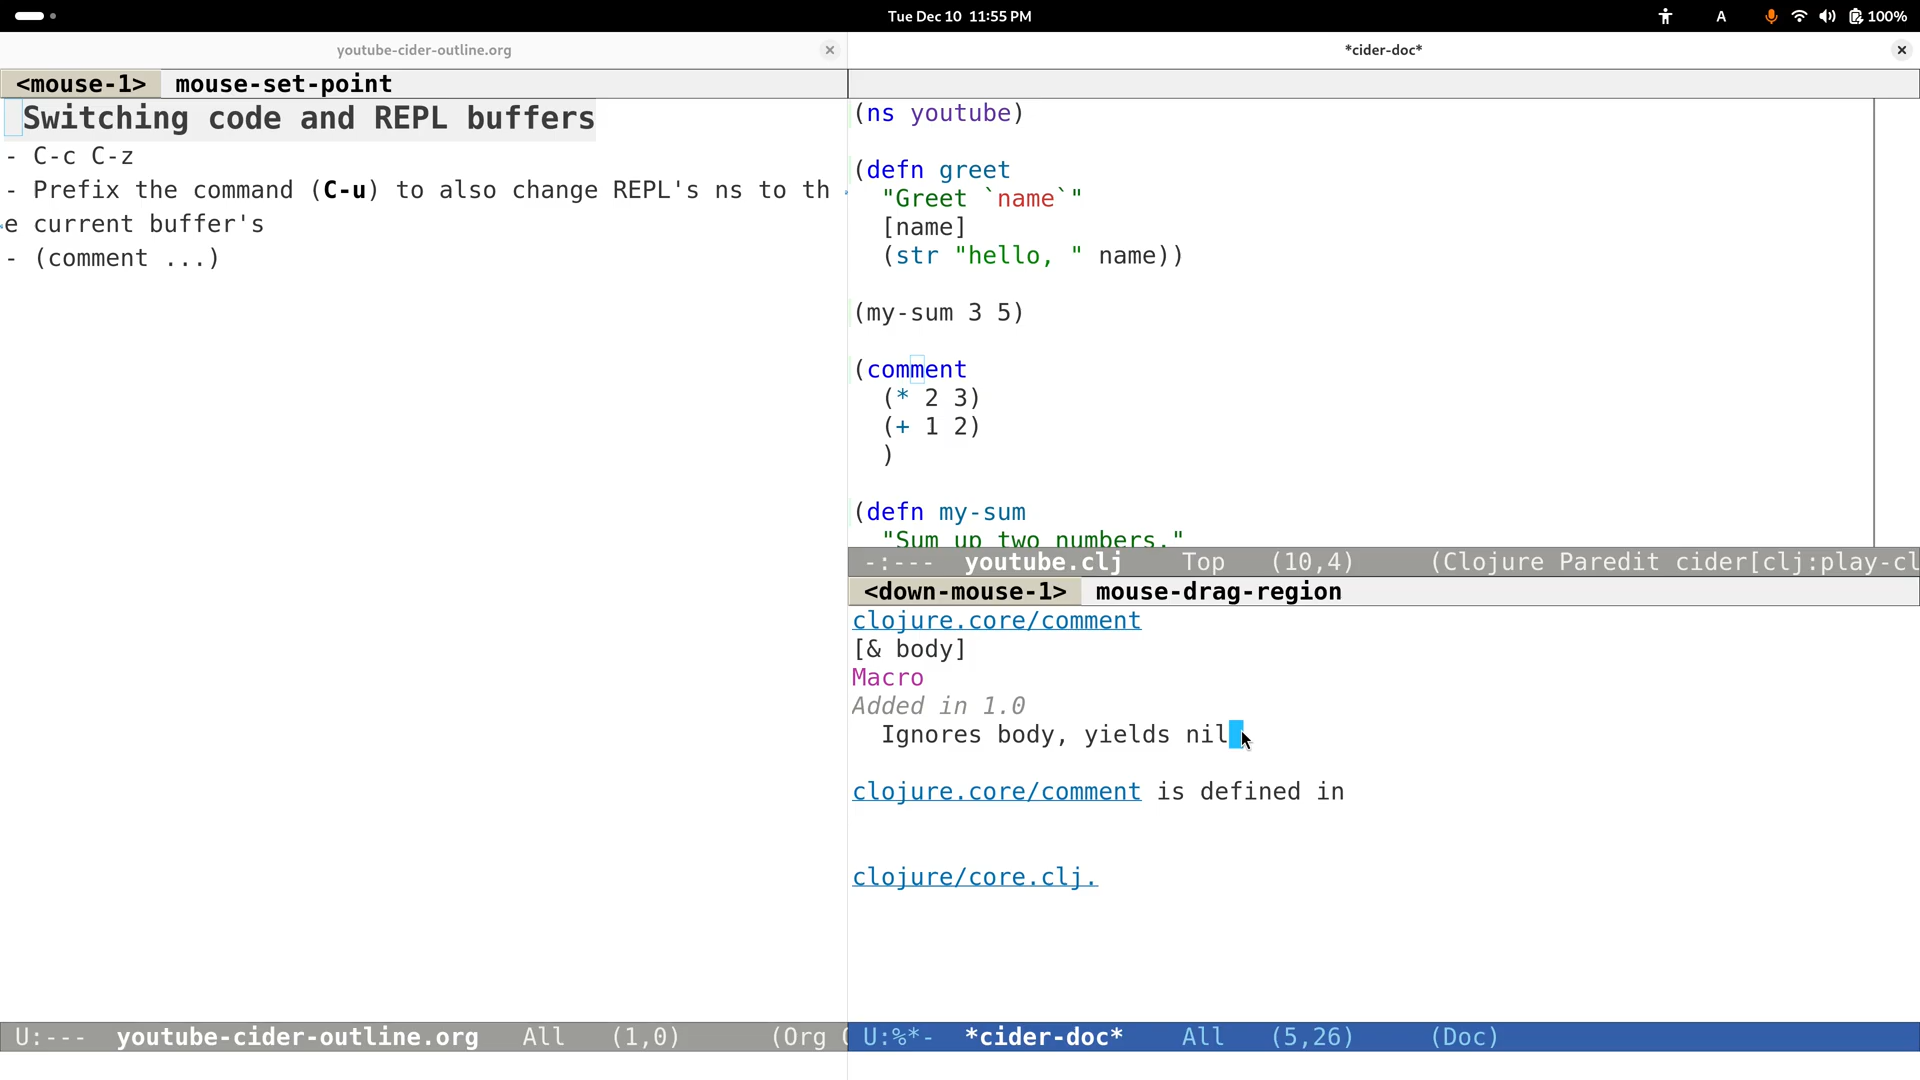 Tue Dec 10 11:55 PM
A
100%
youtube-cider-outline.org
<mouse-1> mouse-set-point
Switching code and REPL buffers
- C-c C-z
- Prefix the command (C-u) to also change REPL's ns to th
e current buffer's
- (comment ...)
U:--- youtube-cider-outline.org All (1,0) (Org
*cider-doc*
(ns youtube)
(defn greet
"Greet `name`"
[name]
(str "hello, " name))
(my-sum 3 5)
(comment
(* 2 3)
(+ 1 2)
)
(defn my-sum
"Sum up two numbers."
-:--- youtube.clj Top (10,4) (Clojure Paredit cider[clj:play-cl
<down-mouse-1> mouse-drag-region
clojure.core/comment
[& body]
Macro
Added in 1.0
Ignores body, yields nil
clojure.core/comment is defined in
clojure/core.clj.
U:%*- *cider-doc* All (5,26) (Doc)